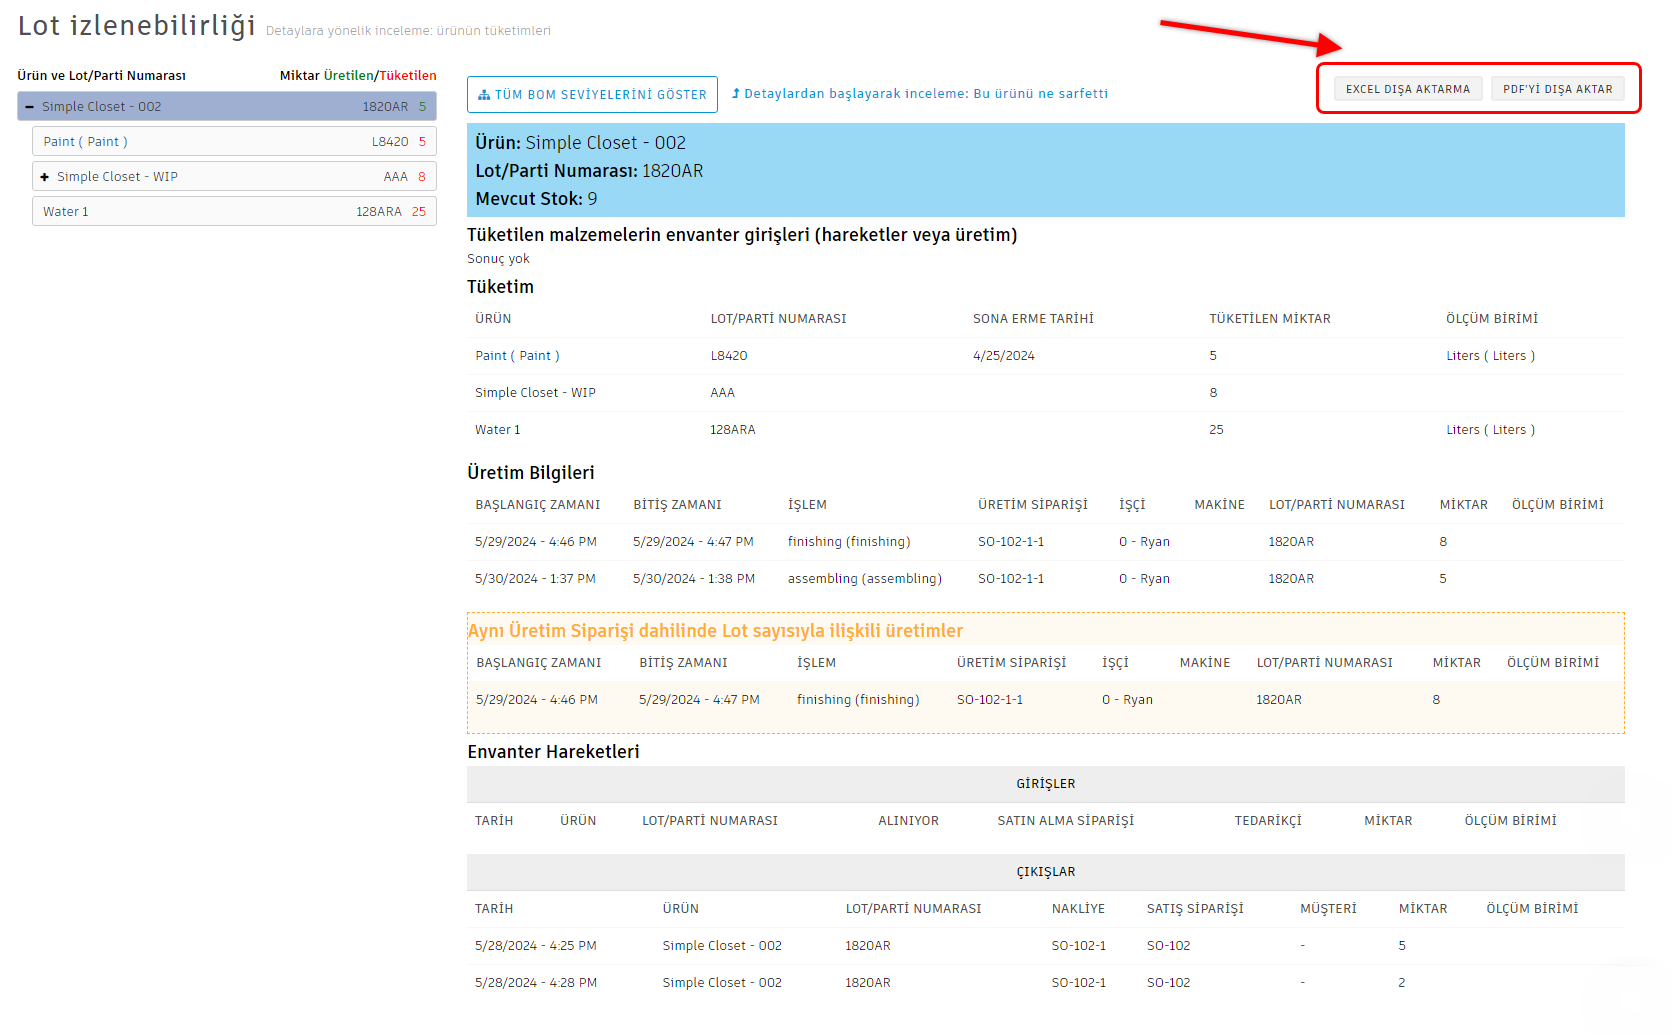 Lot izlenebilirliği Detaylara yönelik inceleme: ürünün tüketimleri
Ürün ve Lot/Parti Numarası Miktar Üretilen/Tüketilen
Simple Closet - 002 1820AR 5
Paint ( Paint ) L8420 5
Simple Closet - WIP AAA 8
Water 1 128ARA 25
TÜM BOM SEVİYELERİNİ GÖSTER Detaylardan başlayarak inceleme: Bu ürünü ne sarfetti
EXCEL DIŞA AKTARMA PDF'Yİ DIŞA AKTAR
Ürün: Simple Closet - 002
Lot/Parti Numarası: 1820AR
Mevcut Stok: 9
Tüketilen malzemelerin envanter girişleri (hareketler veya üretim)
Sonuç yok
Tüketim
ÜRÜN LOT/PARTİ NUMARASI SONA ERME TARİHİ TÜKETİLEN MİKTAR ÖLÇÜM BİRİMİ
Paint ( Paint ) L8420 4/25/2024 5 Liters ( Liters )
Simple Closet - WIP AAA 8
Water 1 128ARA 25 Liters ( Liters )
Üretim Bilgileri
BAŞLANGIÇ ZAMANI BİTİŞ ZAMANI İŞLEM ÜRETİM SİPARİŞİ İŞÇİ MAKİNE LOT/PARTİ NUMARASI MİKTAR ÖLÇÜM BİRİMİ
5/29/2024 - 4:46 PM 5/29/2024 - 4:47 PM finishing (finishing) SO-102-1-1 0 - Ryan 1820AR 8
5/30/2024 - 1:37 PM 5/30/2024 - 1:38 PM assembling (assembling) SO-102-1-1 0 - Ryan 1820AR 5
Aynı Üretim Siparişi dahilinde Lot sayısıyla ilişkili üretimler
BAŞLANGIÇ ZAMANI BİTİŞ ZAMANI İŞLEM ÜRETİM SİPARİŞİ İŞÇİ MAKİNE LOT/PARTİ NUMARASI MİKTAR ÖLÇÜM BİRİMİ
5/29/2024 - 4:46 PM 5/29/2024 - 4:47 PM finishing (finishing) SO-102-1-1 0 - Ryan 1820AR 8
Envanter Hareketleri
GİRİŞLER
TARİH ÜRÜN LOT/PARTİ NUMARASI ALINIYOR SATIN ALMA SİPARİŞİ TEDARİKÇİ MİKTAR ÖLÇÜM BİRİMİ
ÇIKIŞLAR
TARİH ÜRÜN LOT/PARTİ NUMARASI NAKLİYE SATIŞ SİPARİŞİ MÜŞTERİ MİKTAR ÖLÇÜM BİRİMİ
5/28/2024 - 4:25 PM Simple Closet - 002 1820AR SO-102-1 SO-102 - 5
5/28/2024 - 4:28 PM Simple Closet - 002 1820AR SO-102-1 SO-102 - 2